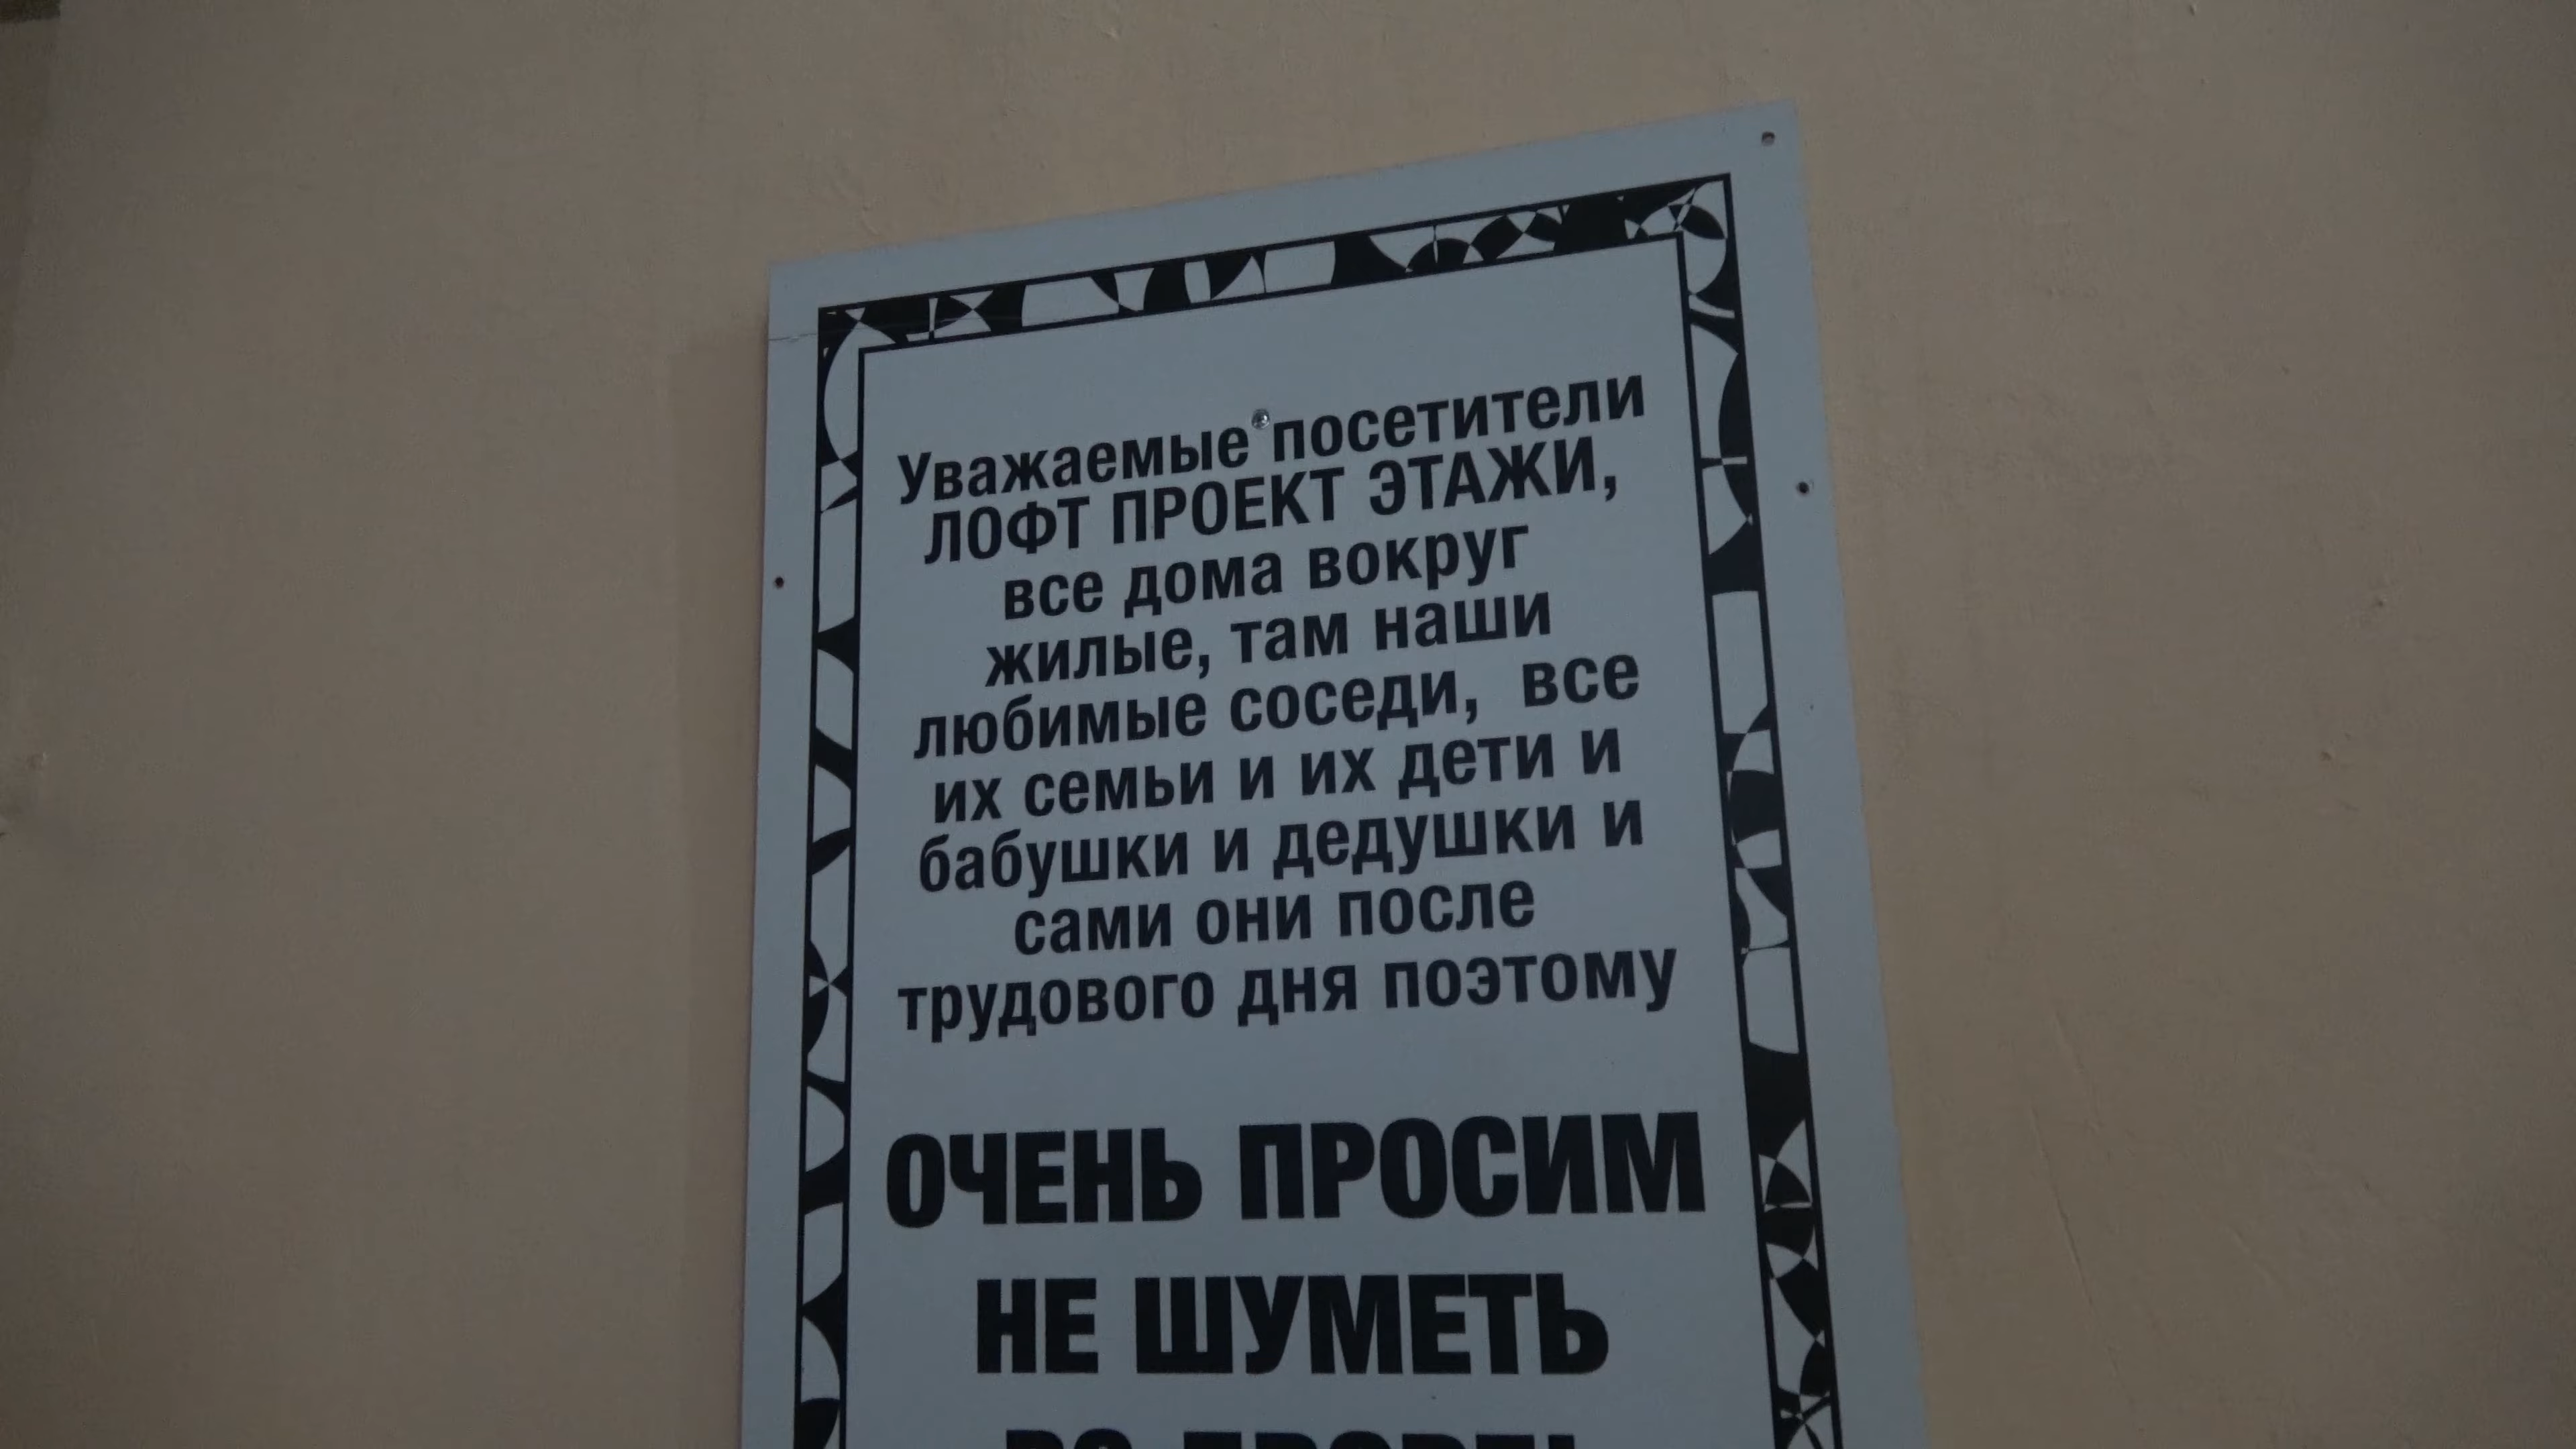 Уважаемые посетители
ЛОФТ ПРОЕКТ ЭТАЖИ,
все дома вокруг
жилые, там наши
любимые соседи, все
их семьи и их дети и
бабушки и дедушки и
сами они после
трудового дня поэтому
ОЧЕНЬ ПРОСИМ
НЕ ШУМЕТЬ